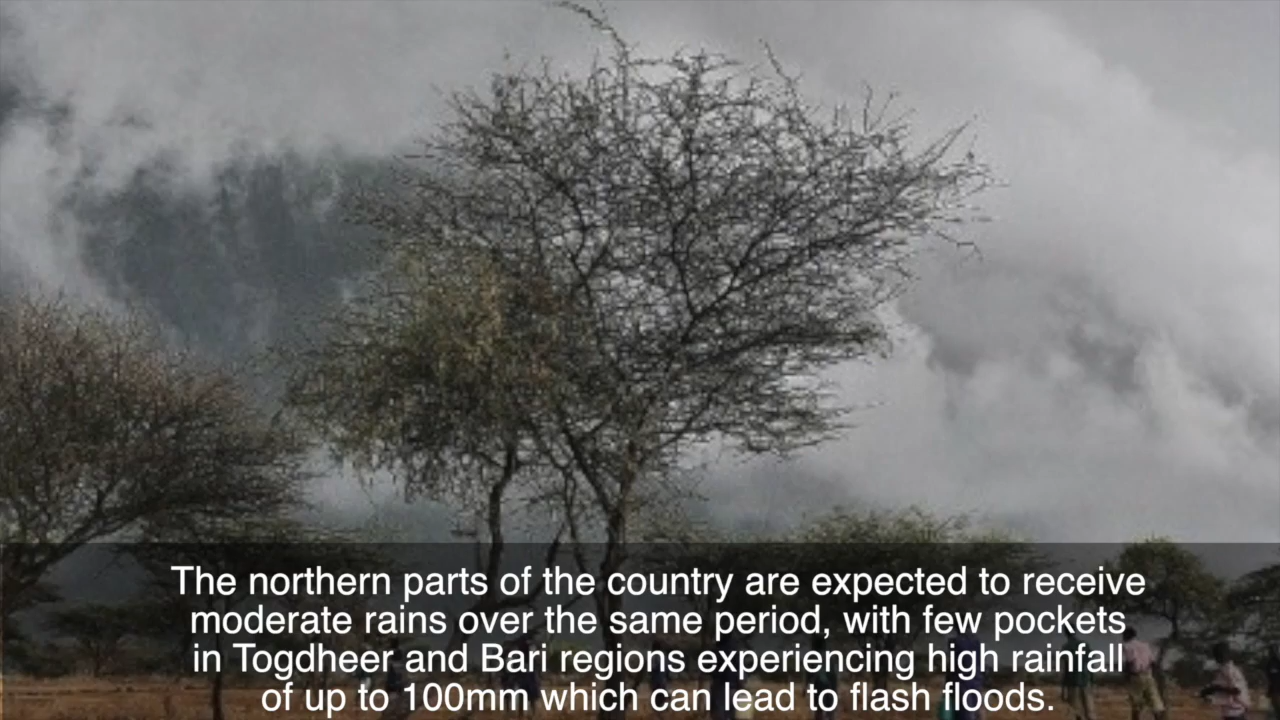 The northern parts of the country are expected to receive
moderate rains over the same period, with few pockets
in Togdheer and Bari regions experiencing high rainfall
of up to 100mm which can lead to flash floods.